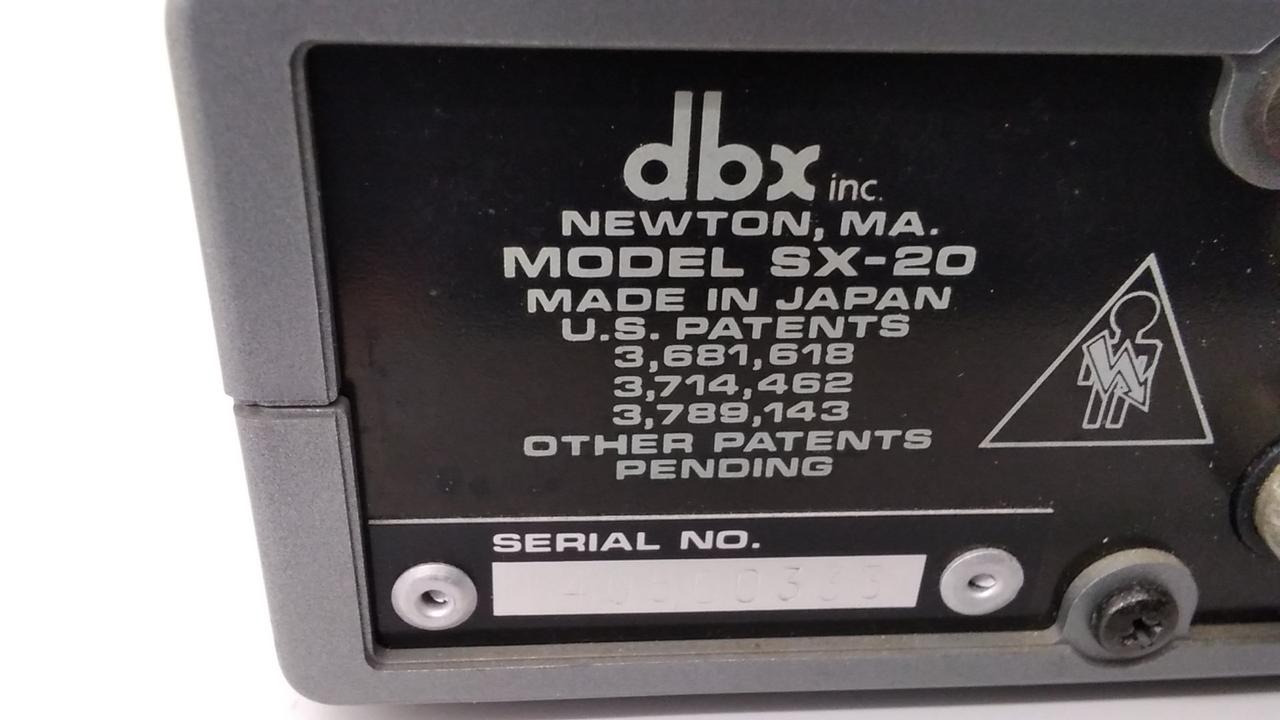 dbx inc.
NEWTON, MA.
MODEL SX-20
MADE IN JAPAN
U.S. PATENTS
3,681,618
3,714,462
3,789,143
OTHER PATENTS
PENDING
SERIAL NO.